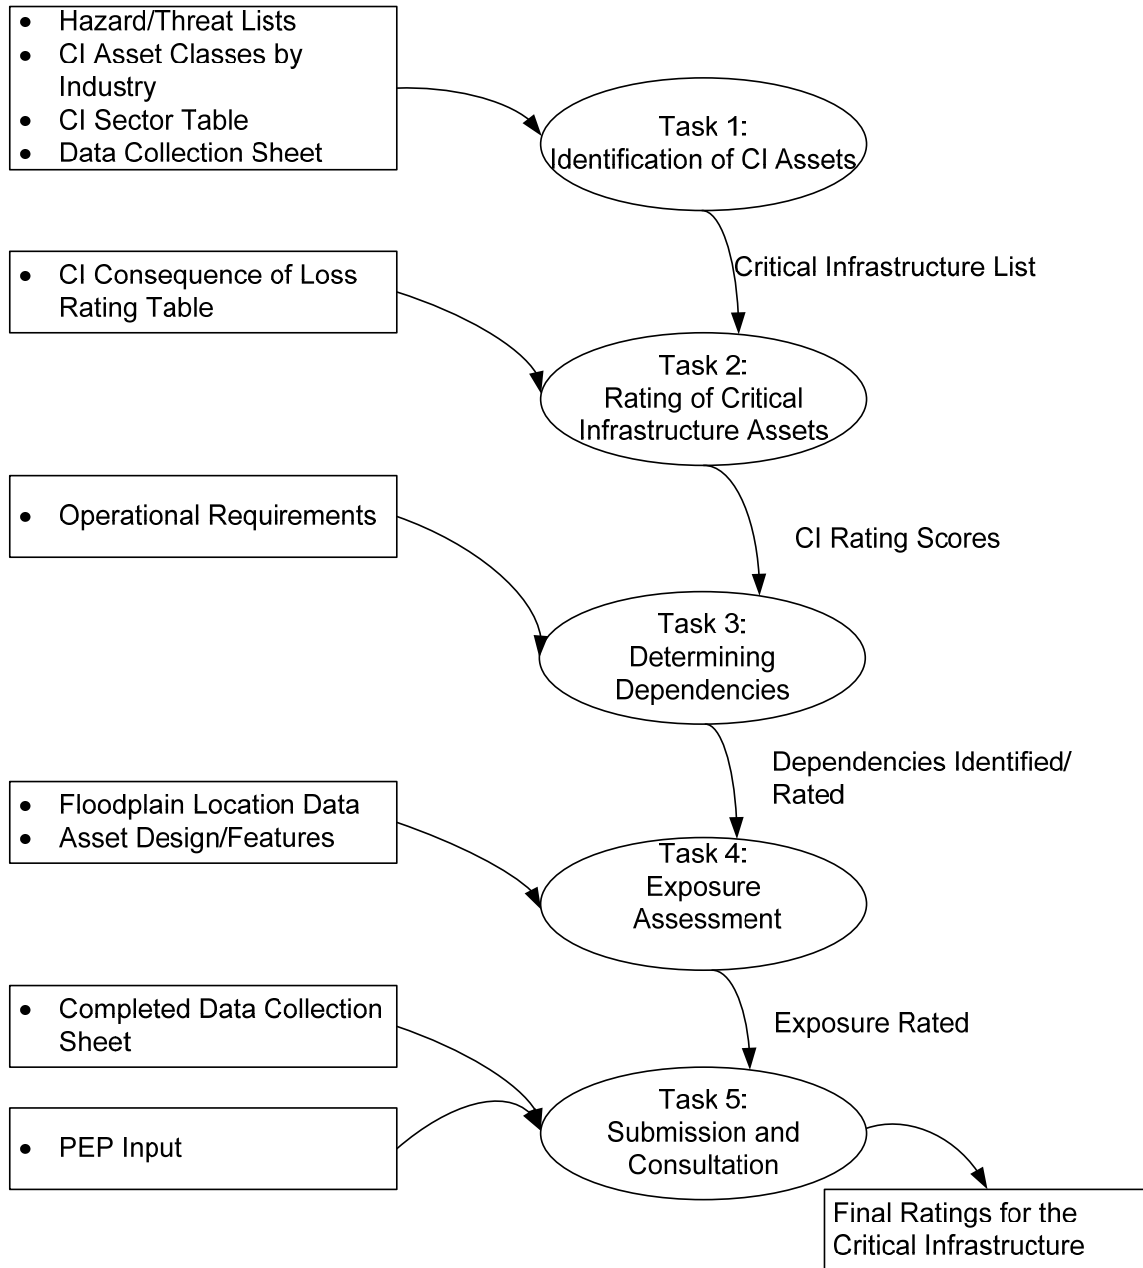 • Hazard/Threat Lists
• CI Asset Classes by
Industry
• CI Sector Table
• Data Collection Sheet
Task 1:
Identification of CI Assets
Critical Infrastructure List
• CI Consequence of Loss
Rating Table
Task 2:
Rating of Critical
Infrastructure Assets
• Operational Requirements
CI Rating Scores
Task 3:
Determining
Dependencies
Dependencies Identified/
Rated
• Floodplain Location Data
• Asset Design/Features
Task 4:
Exposure
Assessment
• Completed Data Collection
Sheet
Exposure Rated
• PEP Input
Task 5:
Submission and
Consultation
Final Ratings for the
Critical Infrastructure